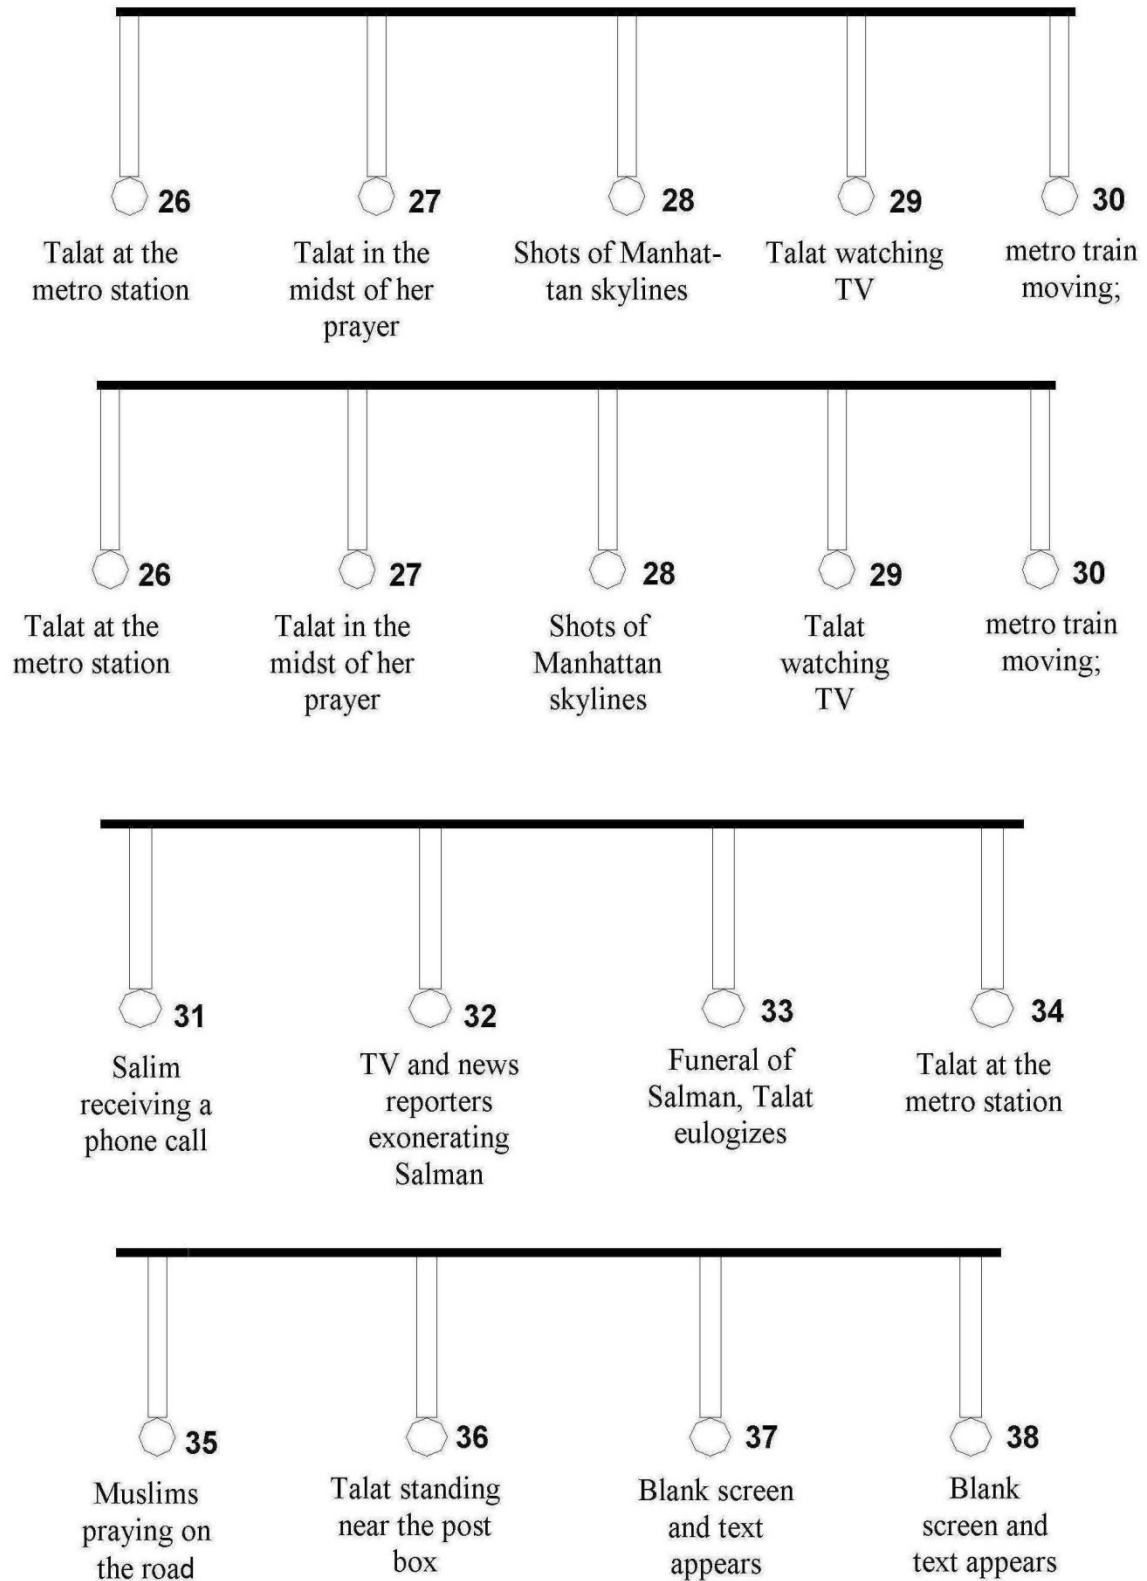 26
Talat at the
metro station
27
Talat in the
midst of her
prayer
28
Shots of Manhat-
tan skylines
29
Talat watching
TV
30
metro train
moving;
26
Talat at the
metro station
27
Talat in the
midst of her
prayer
28
Shots of
Manhattan
skylines
29
Talat
watching
TV
30
metro train
moving;
31
Salim
receiving a
phone call
32
TV and news
reporters
exonerating
Salman
33
Funeral of
Salman, Talat
eulogizes
34
Talat at the
metro station
35
Muslims
praying on
the road
36
Talat standing
near the post
box
37
Blank screen
and text
appears
38
Blank
screen and
text appears